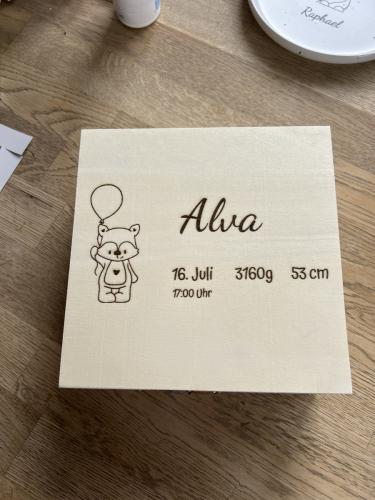 Raphael
Alva
16. Juli 3160g 53 cm
17:00 Uhr